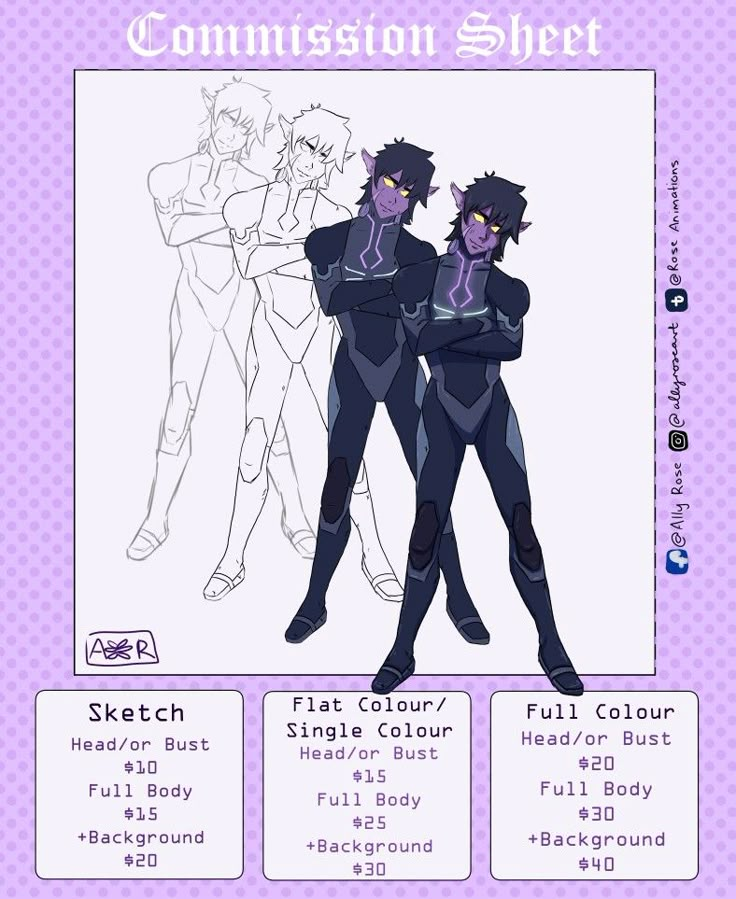 Commission Sheet
@Rose Animations
@allyroseart
@Ally Rose
A R
Sketch
Head/or Bust
$10
Full Body
$15
+Background
$20
Flat Colour/
Single Colour
Head/or Bust
$15
Full Body
$25
+Background
$30
Full Colour
Head/or Bust
$20
Full Body
$30
+Background
$40